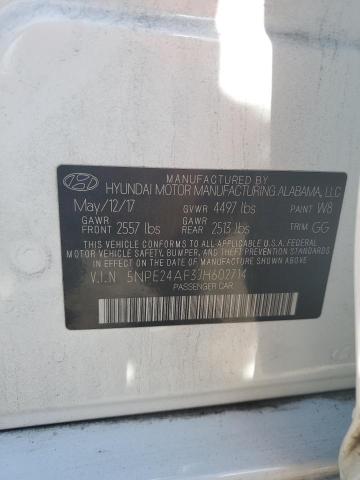 MANUFACTURED BY
HYUNDAI MOTOR MANUFACTURING ALABAMA, LLC
May/12/17 GVWR 4497 lbs PAINT W8
GAWR FRONT 2557 lbs GAWR REAR 2513 lbs TRIM GG
THIS VEHICLE CONFORMS TO ALL APPLICABLE U.S. FEDERAL
MOTOR VEHICLE SAFETY, BUMPER, AND THEFT PREVENTION
STANDARDS IN EFFECT ON THE DATE OF MANUFACTURE SHOWN ABOVE.
V.I.N 5NPE24AF3JH602714
PASSENGER CAR